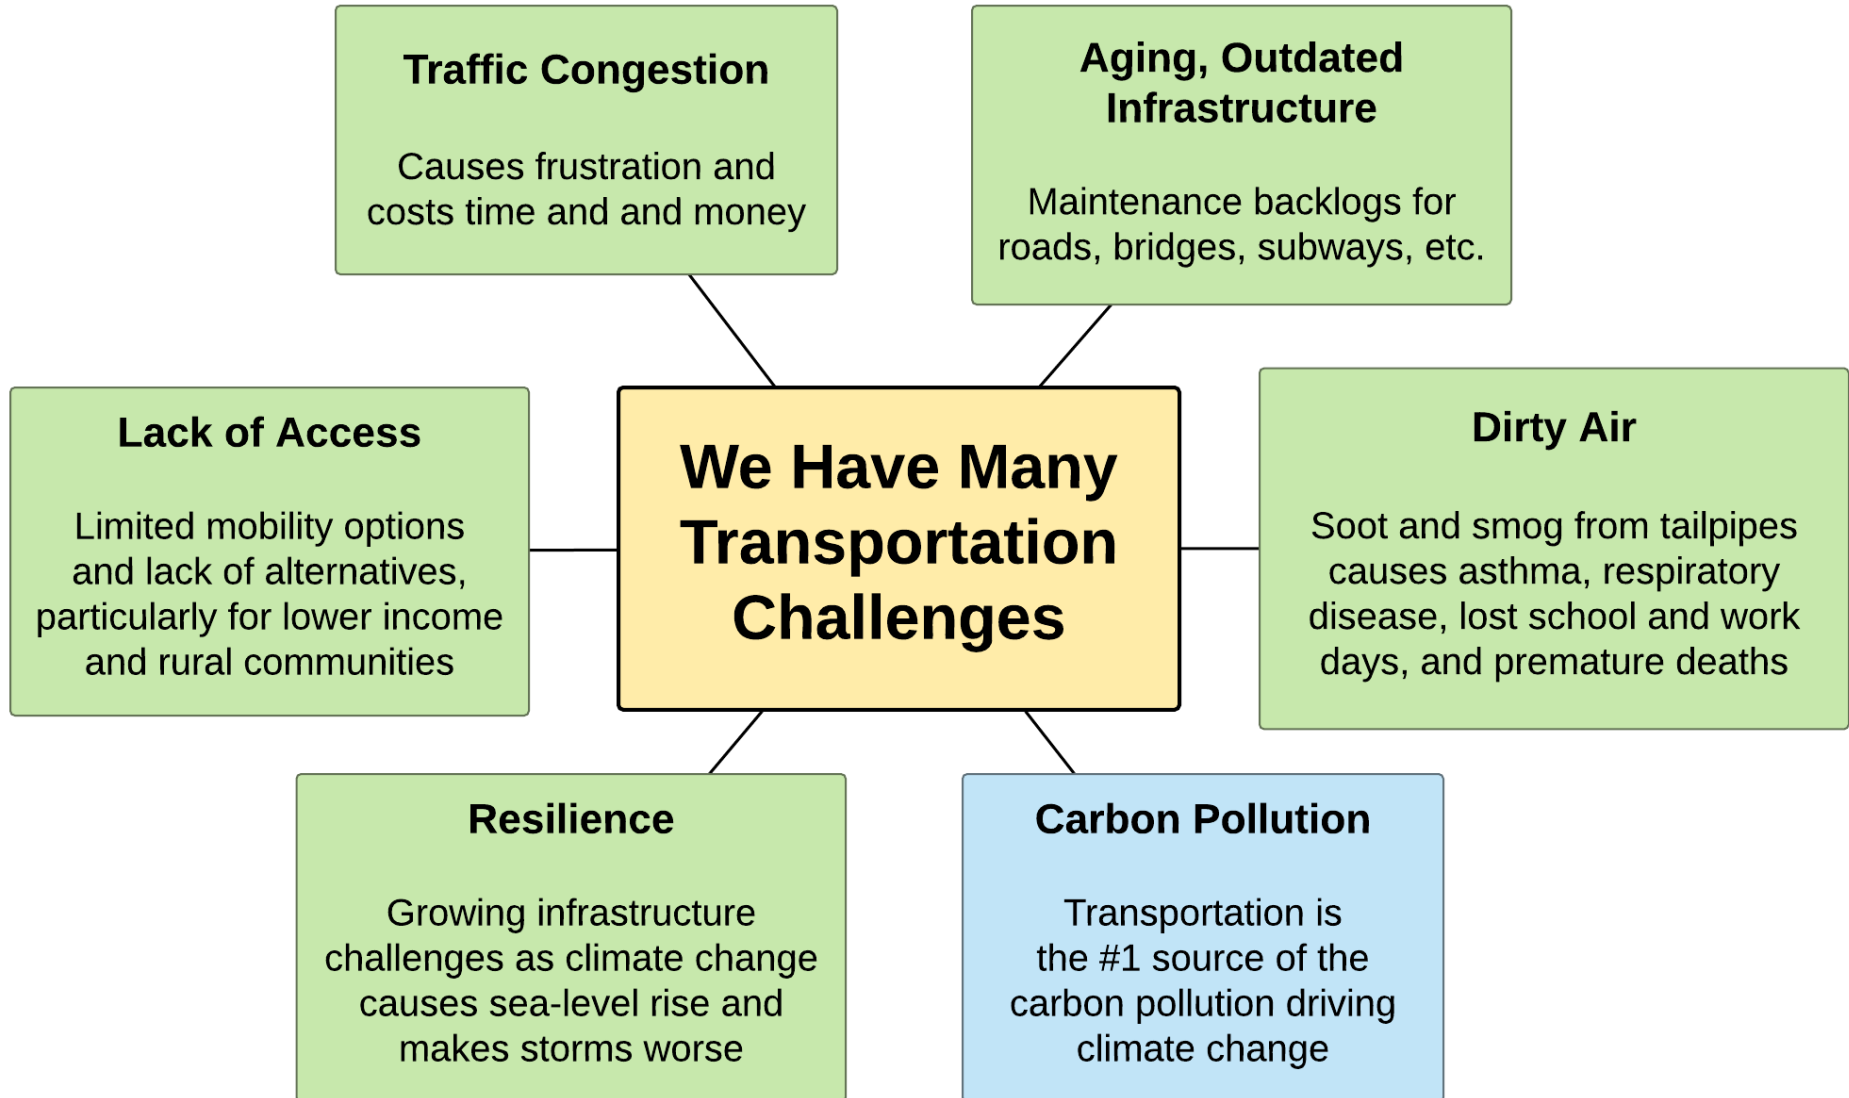 Traffic Congestion
Causes frustration and
costs time and and money
Aging, Outdated
Infrastructure
Maintenance backlogs for
roads, bridges, subways, etc.
Lack of Access
Limited mobility options
and lack of alternatives,
particularly for lower income
and rural communities
We Have Many
Transportation
Challenges
Dirty Air
Soot and smog from tailpipes
causes asthma, respiratory
disease, lost school and work
days, and premature deaths
Resilience
Growing infrastructure
challenges as climate change
causes sea-level rise and
makes storms worse
Carbon Pollution
Transportation is
the #1 source of the
carbon pollution driving
climate change